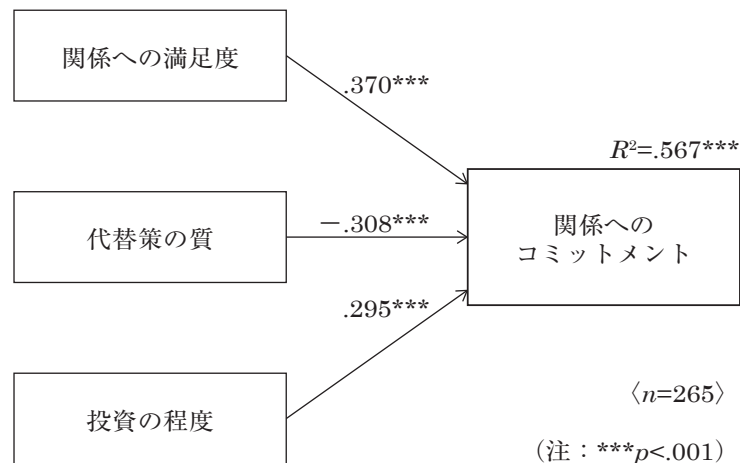 関係への満足度
.370***
R²=.567***
代替策の質
－.308***
関係への
コミットメント
.295***
投資の程度
〈n=265〉
（注：***p<.001）